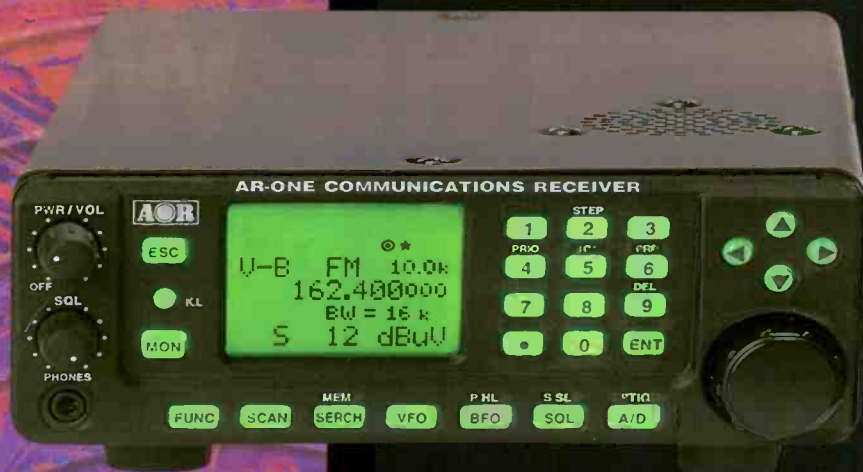 AR-ONE COMMUNICATIONS RECEIVER
PWR/VOL
OFF
SQL
PHONES
AOR
ESC
K.L
MON
V-B FM 10.0k
162.400000
BW = 16 k
S 12 dBuV
STEP
1 2 3
PRIO
4 5 6
DEL
7 8 9
• 0 ENT
MEM
FUNC SCAN SERCH VFO BFO SQL A/D